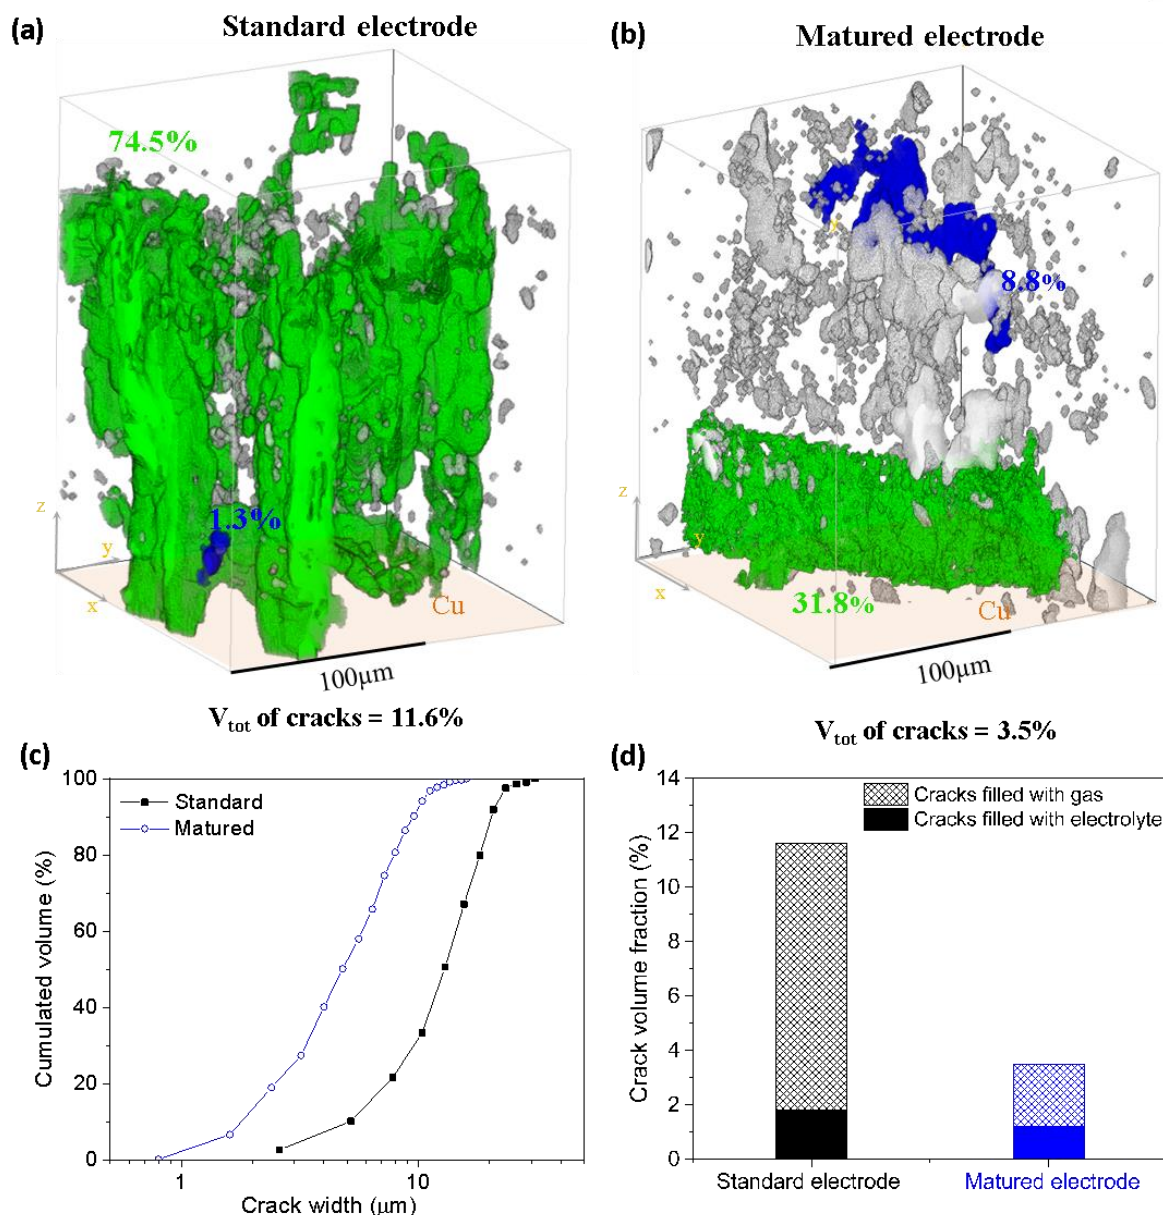 (a)
Standard electrode
74.5%
1.3%
z
y
x
Cu
100µm
V_tot of cracks = 11.6%
(b)
Matured electrode
8.8%
x
z
y
x
31.8%
Cu
100µm
V_tot of cracks = 3.5%
(c)
Standard
Matured
Cumulated volume (%)
100
80
60
40
20
0
1
10
Crack width (µm)
(d)
Cracks filled with gas
Cracks filled with electrolyte
Crack volume fraction (%)
14
12
10
8
6
4
2
0
Standard electrode
Matured electrode